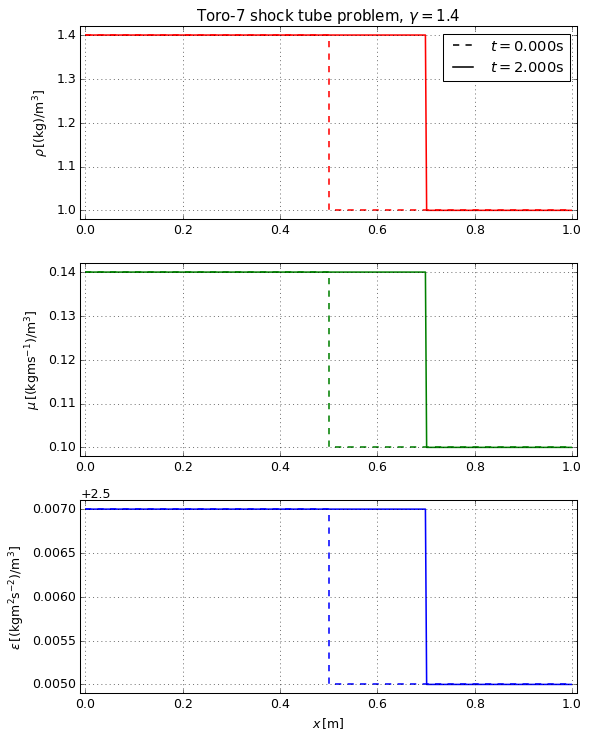 Toro-7 shock tube problem, γ = 1.4
t = 0.000s
t = 2.000s
ρ [(kg)/m³]
1.4
1.3
1.2
1.1
1.0
0.0 0.2 0.4 0.6 0.8 1.0
μ [(kgms⁻¹)/m³]
0.14
0.13
0.12
0.11
0.10
0.0 0.2 0.4 0.6 0.8 1.0
+2.5
ε [(kgm²s⁻²)/m³]
0.0070
0.0065
0.0060
0.0055
0.0050
0.0 0.2 0.4 0.6 0.8 1.0
x [m]